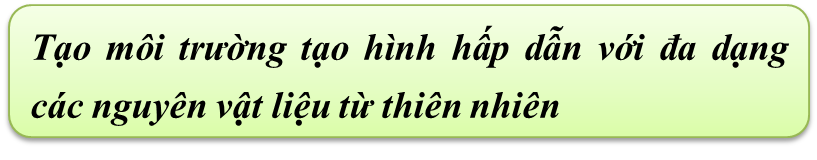 Tạo môi trường tạo hình hấp dẫn với đa dạng
các nguyên vật liệu từ thiên nhiên